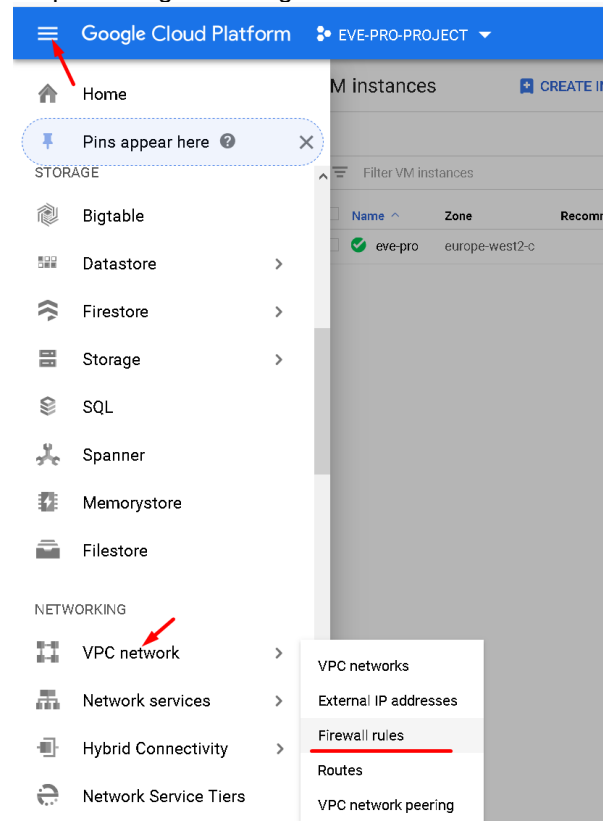 Google Cloud Platform EVE-PRO-PROJECT
Home
VM instances CREATE IN
Pins appear here
STORAGE
Filter VM instances
Bigtable
Name Zone Recomm
eve-pro europe-west2-c
Datastore
Firestore
Storage
SQL
Spanner
Memorystore
Filestore
NETWORKING
VPC network
VPC networks
Network services
External IP addresses
Firewall rules
Hybrid Connectivity
Routes
Network Service Tiers
VPC network peering